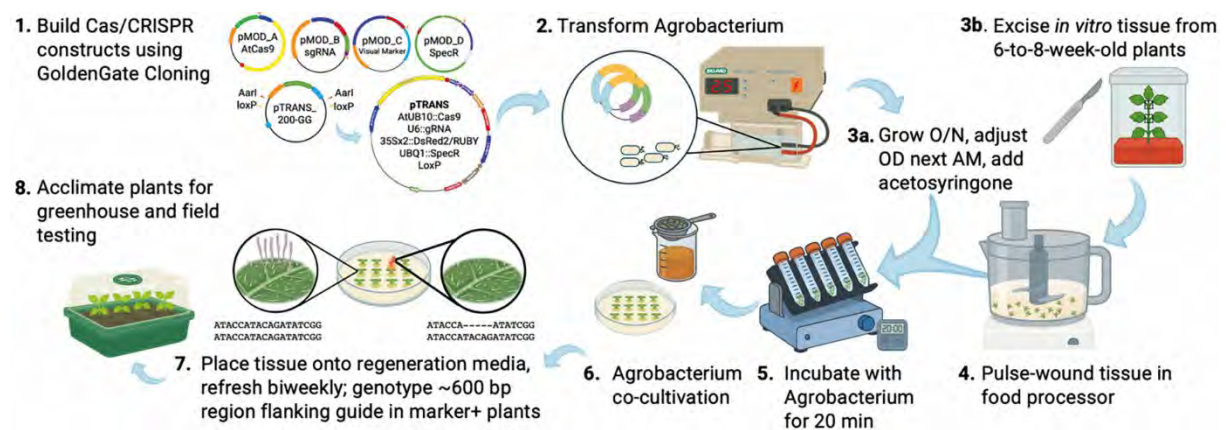 1. Build Cas/CRISPR
constructs using
GoldenGate Cloning
pMOD_A
AtCas9
pMOD_B
sgRNA
pMOD_C
Visual Marker
pMOD_D
SpecR
AarI
loxP
pTRANS_
200-GG
AarI
loxP
pTRANS
AtUB10::Cas9
U6::gRNA
35Sx2::DsRed2/RUBY
UBQ1::SpecR
LoxP
2. Transform Agrobacterium
3b. Excise in vitro tissue from
6-to-8-week-old plants
3a. Grow O/N, adjust
OD next AM, add
acetosyringone
4. Pulse-wound tissue in
food processor
20:00
5. Incubate with
Agrobacterium
for 20 min
6. Agrobacterium
co-cultivation
ATACCATACAGATATCGG
ATACCATACAGATATCGG
ATACCA-----ATATCGG
ATACCATACAGATATCGG
7. Place tissue onto regeneration media,
refresh biweekly; genotype ~600 bp
region flanking guide in marker+ plants
8. Acclimate plants for
greenhouse and field
testing